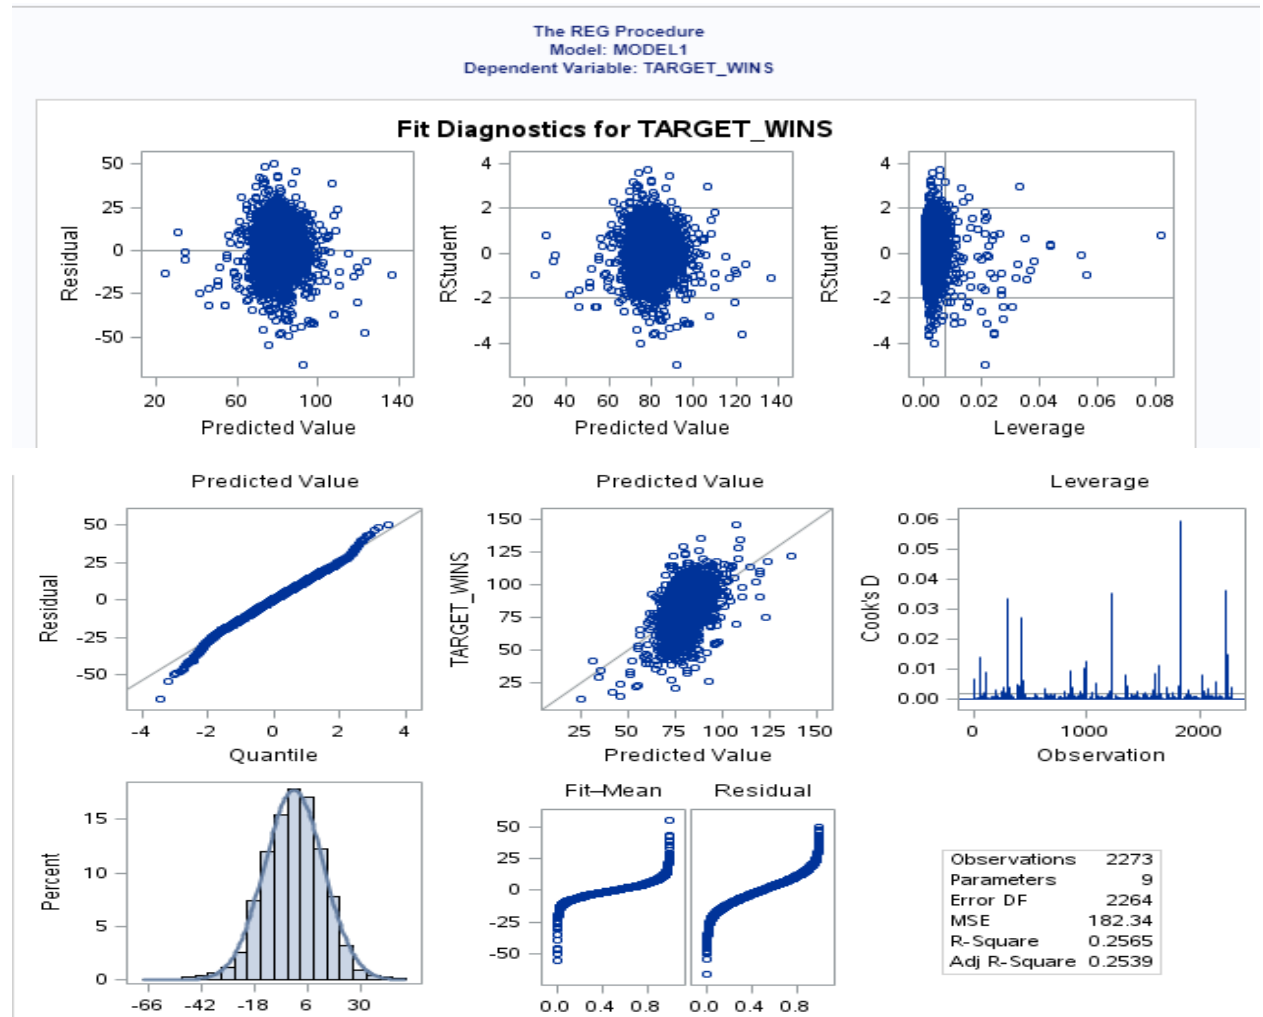 The REG Procedure
Model: MODEL1
Dependent Variable: TARGET_WINS
Fit Diagnostics for TARGET_WINS
Residual
50
25
0
-25
-50
20 60 100 140
Predicted Value
RStudent
4
2
0
-2
-4
20 40 60 80 100 120 140
Predicted Value
RStudent
4
2
0
-2
-4
0.00 0.02 0.04 0.06 0.08
Leverage
Predicted Value
Predicted Value
Leverage
Residual
50
25
0
-25
-50
-4 -2 0 2 4
Quantile
TARGET_WINS
150
125
100
75
50
25
25 50 75 100 125 150
Predicted Value
Cook's D
0.06
0.05
0.04
0.03
0.02
0.01
0.00
0 1000 2000
Observation
Percent
15
10
5
0
-66 -42 -18 6 30
Fit–Mean
Residual
50
25
0
-25
-50
0.0 0.4 0.8
0.0 0.4 0.8
Observations 2273
Parameters 9
Error DF 2264
MSE 182.34
R-Square 0.2565
Adj R-Square 0.2539